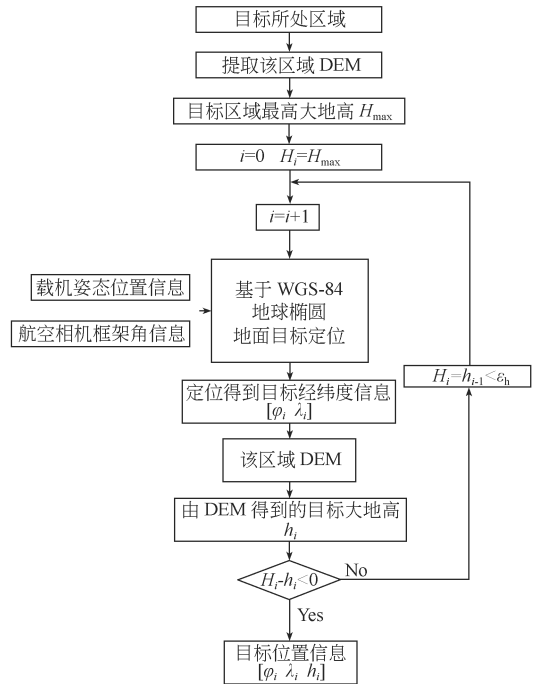 目标所处区域
提取该区域 DEM
目标区域最高大地高 Hmax
i=0 Hi=Hmax
i=i+1
载机姿态位置信息
航空相机框架角信息
基于 WGS-84
地球椭圆
地面目标定位
Hi=hi-1<εh
定位得到目标经纬度信息
[φi λi]
该区域 DEM
由 DEM 得到的目标大地高
hi
Hi-hi<0
No
Yes
目标位置信息
[φi λi hi]